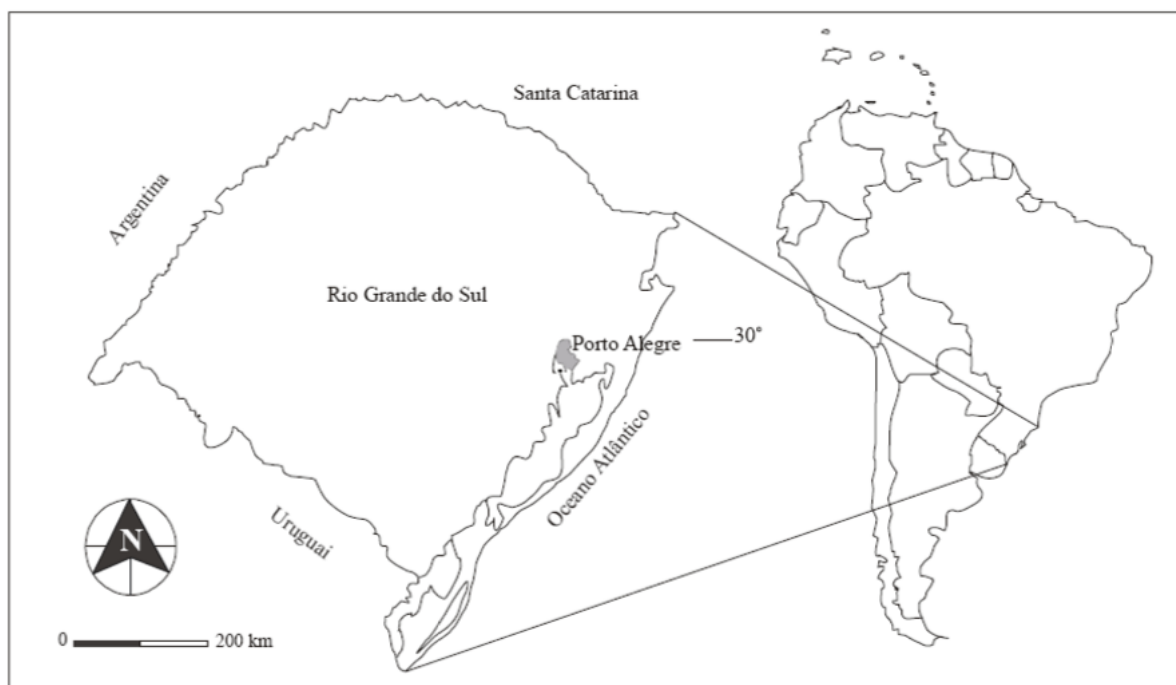 Santa Catarina
Argentina
Rio Grande do Sul
Porto Alegre
30°
Oceano Atlântico
Uruguai
N
0
200 km